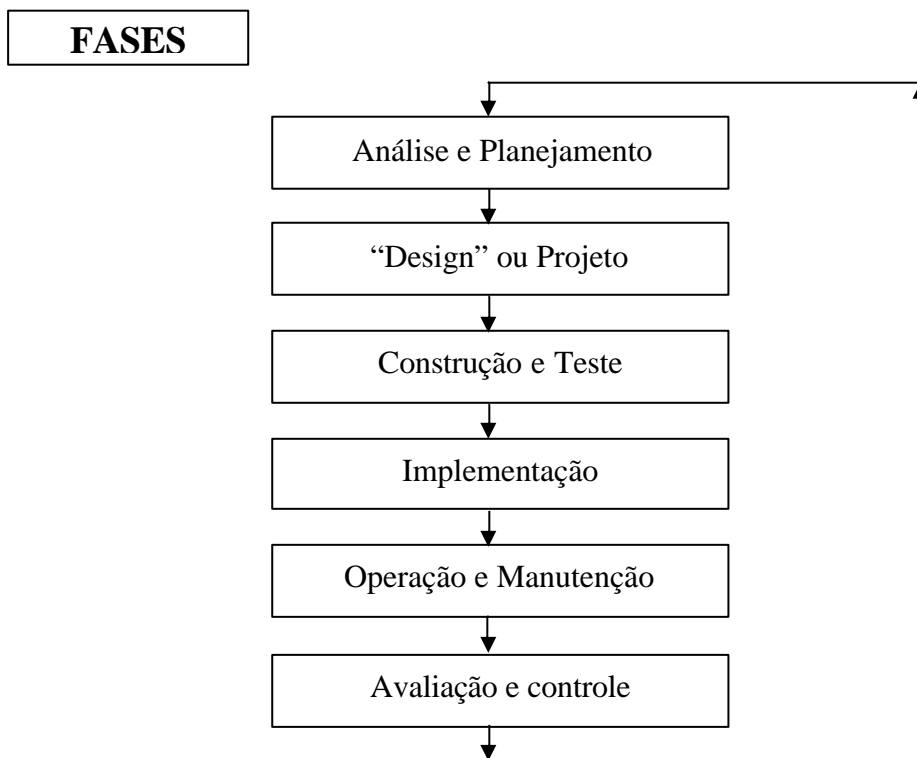 FASES
Análise e Planejamento
“Design” ou Projeto
Construção e Teste
Implementação
Operação e Manutenção
Avaliação e controle